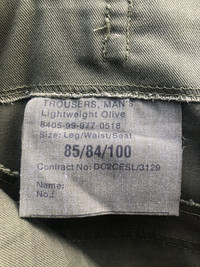 TROUSERS, MAN'S
Lightweight Olive
8405-99-977-0518
Size: Leg/Waist/Seat
85/84/100
Contract No: DC2CESL/3129
Name:
No.: